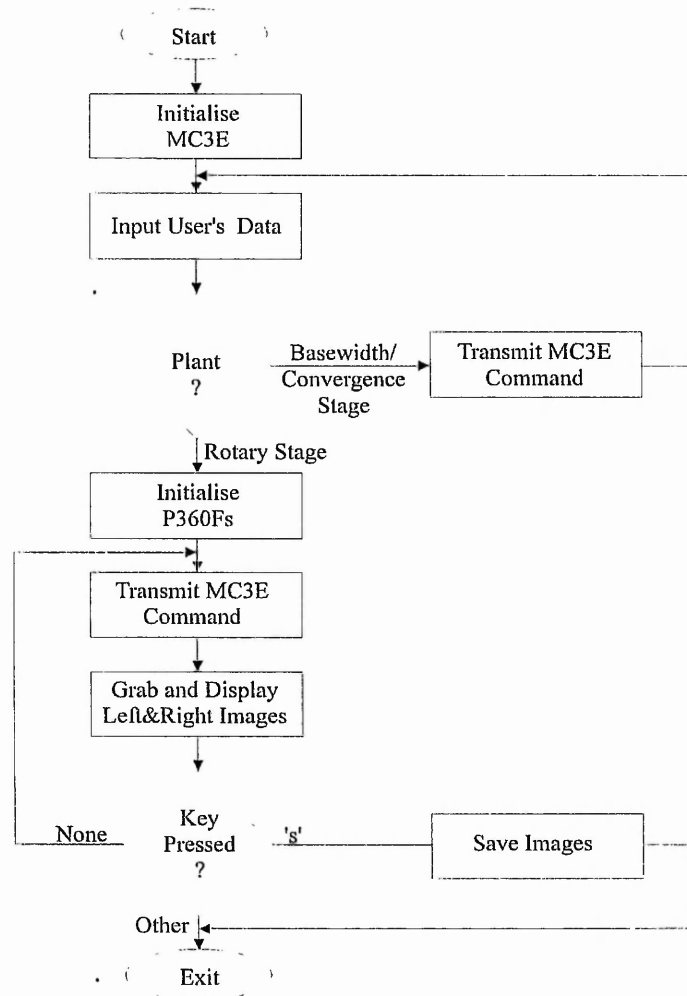 Start
Initialise
MC3E
Input User's Data
Plant
?
Basewidth/
Convergence
Stage
Transmit MC3E
Command
Rotary Stage
Initialise
P360Fs
Transmit MC3E
Command
Grab and Display
Left&Right Images
None
Key
Pressed
?
's'
Save Images
Other
Exit